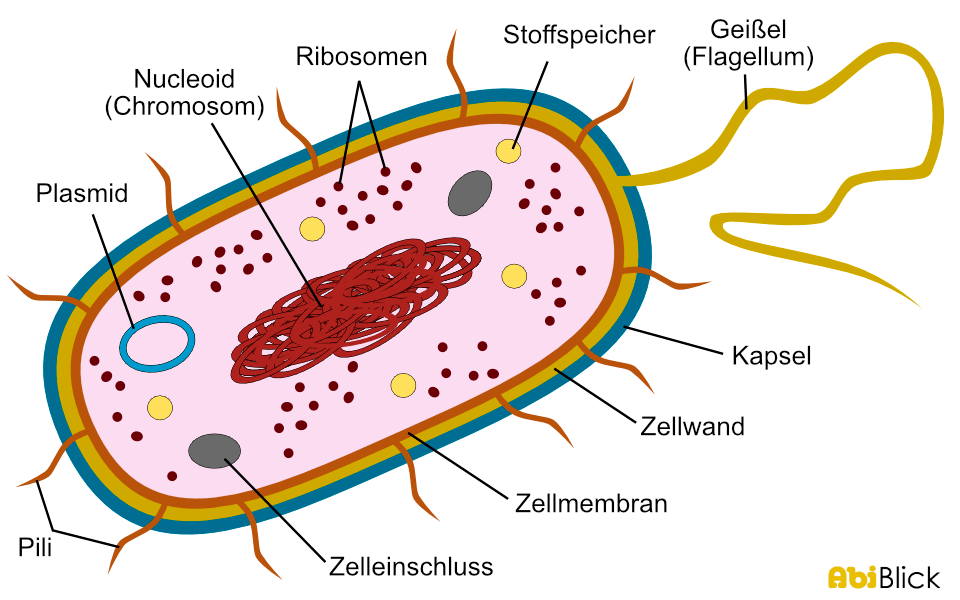 Stoffspeicher
Geißel
(Flagellum)
Ribosomen
Nucleoid
(Chromosom)
Plasmid
Kapsel
Zellwand
Zellmembran
Pili
Zelleinschluss
AbiBlick